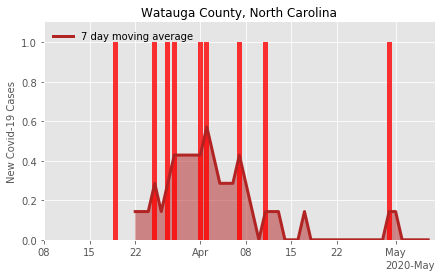 Watauga County, North Carolina
7 day moving average
New Covid-19 Cases
1.0
0.8
0.6
0.4
0.2
0.0
08 15 22 Apr 08 15 22 May
2020-May